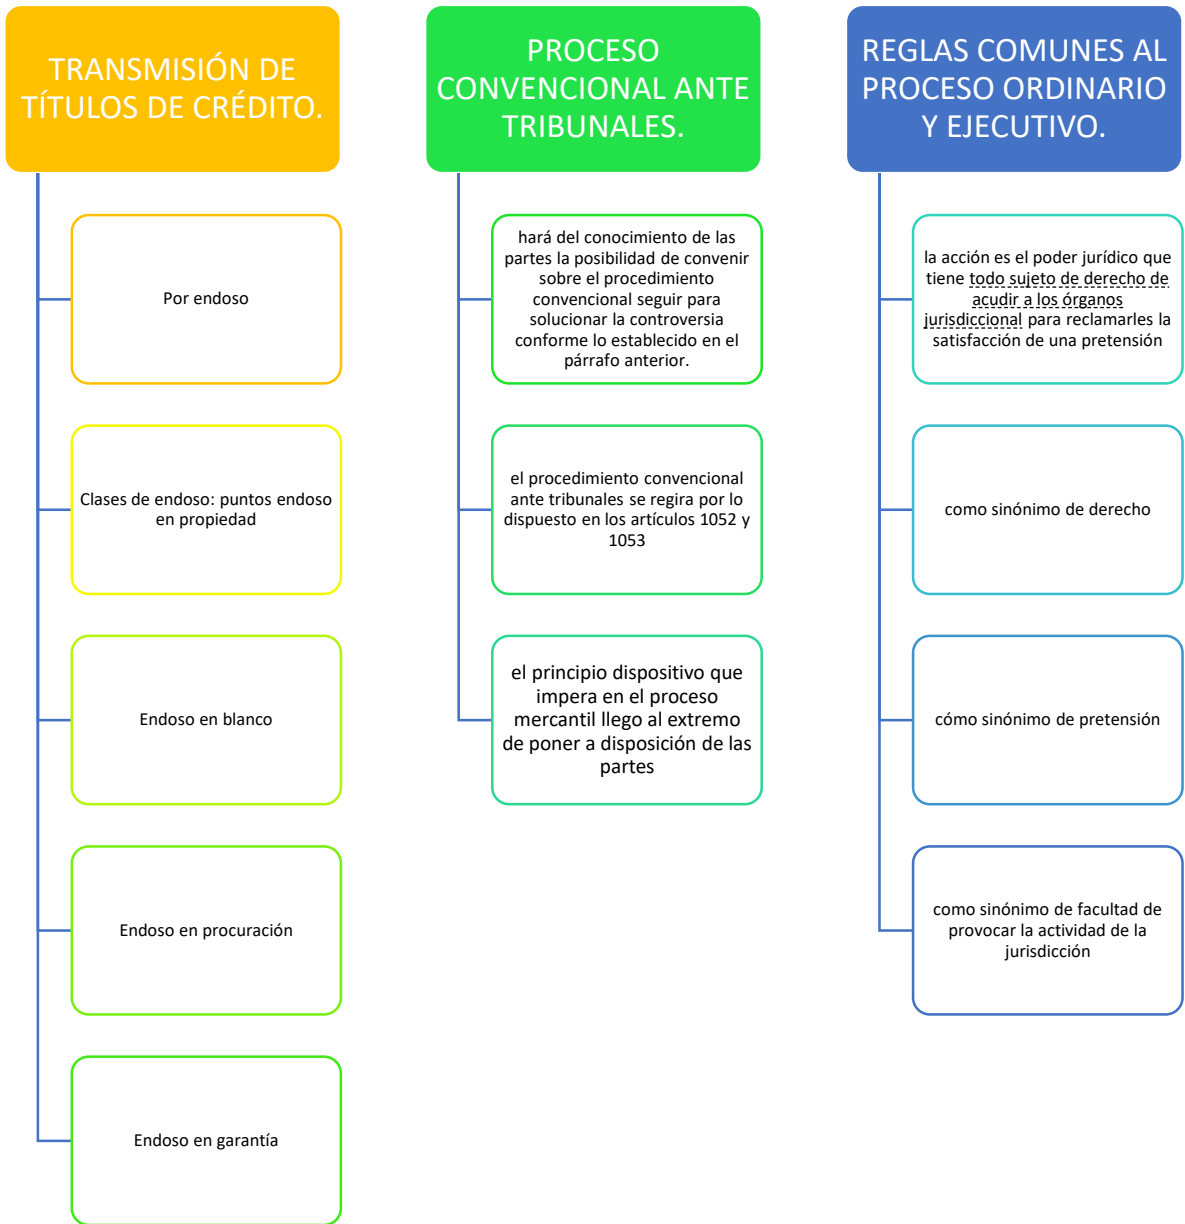 TRANSMISIÓN DE
TÍTULOS DE CRÉDITO.
Por endoso
Clases de endoso: puntos endoso
en propiedad
Endoso en blanco
Endoso en procuración
Endoso en garantía
PROCESO
CONVENCIONAL ANTE
TRIBUNALES.
hará del conocimiento de las
partes la posibilidad de convenir
sobre el procedimiento
convencional seguir para
solucionar la controversia
conforme lo establecido en el
párrafo anterior.
el procedimiento convencional
ante tribunales se regira por lo
dispuesto en los artículos 1052 y
1053
el principio dispositivo que
impera en el proceso
mercantil llego al extremo
de poner a disposición de las
partes
REGLAS COMUNES AL
PROCESO ORDINARIO
Y EJECUTIVO.
la acción es el poder jurídico que
tiene todo sujeto de derecho de
acudir a los órganos
jurisdiccional para reclamarles la
satisfacción de una pretensión
como sinónimo de derecho
cómo sinónimo de pretensión
como sinónimo de facultad de
provocar la actividad de la
jurisdicción